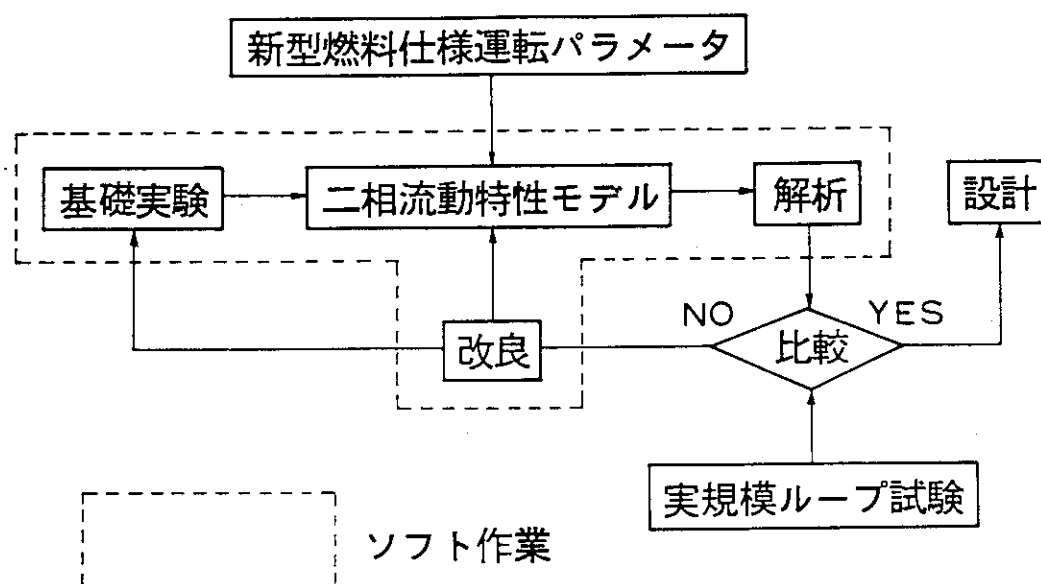 新型燃料仕様運転パラメータ
基礎実験
二相流動特性モデル
解析
設計
NO
YES
改良
比較
実規模ループ試験
ソフト作業